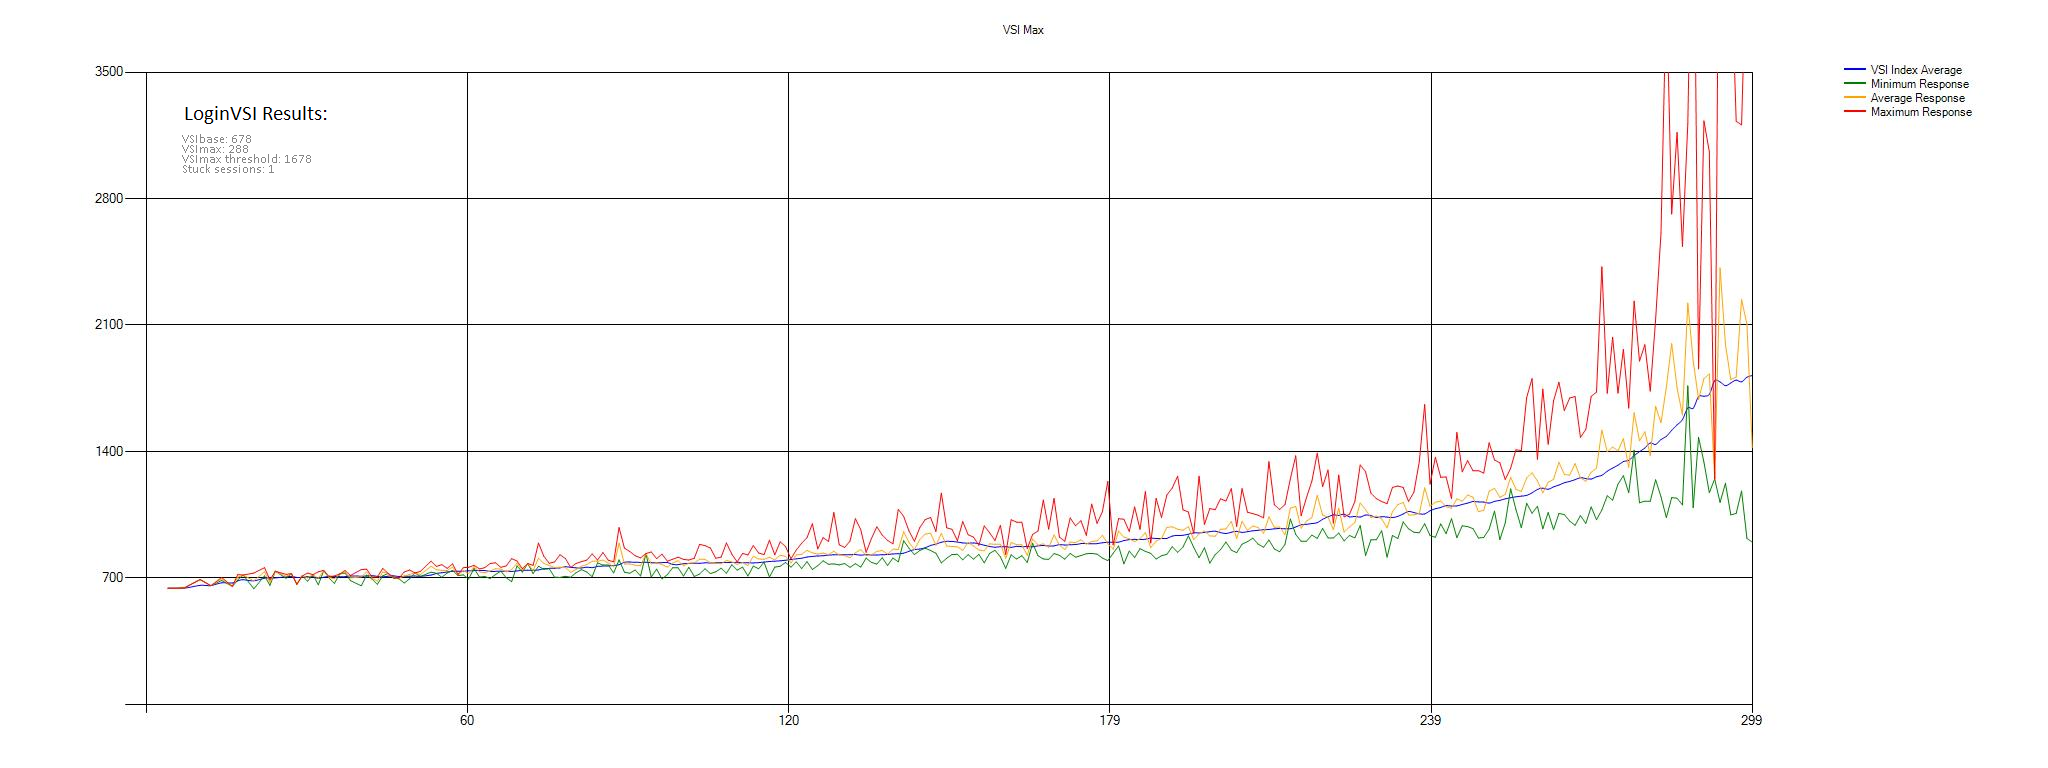 VSI Max
3500
2800
2100
1400
700
LoginVSI Results:
VSIbase: 678
VSImax: 288
VSImax threshold: 1678
Stuck sessions: 1
VSI Index Average
Minimum Response
Average Response
Maximum Response
60
120
179
239
299